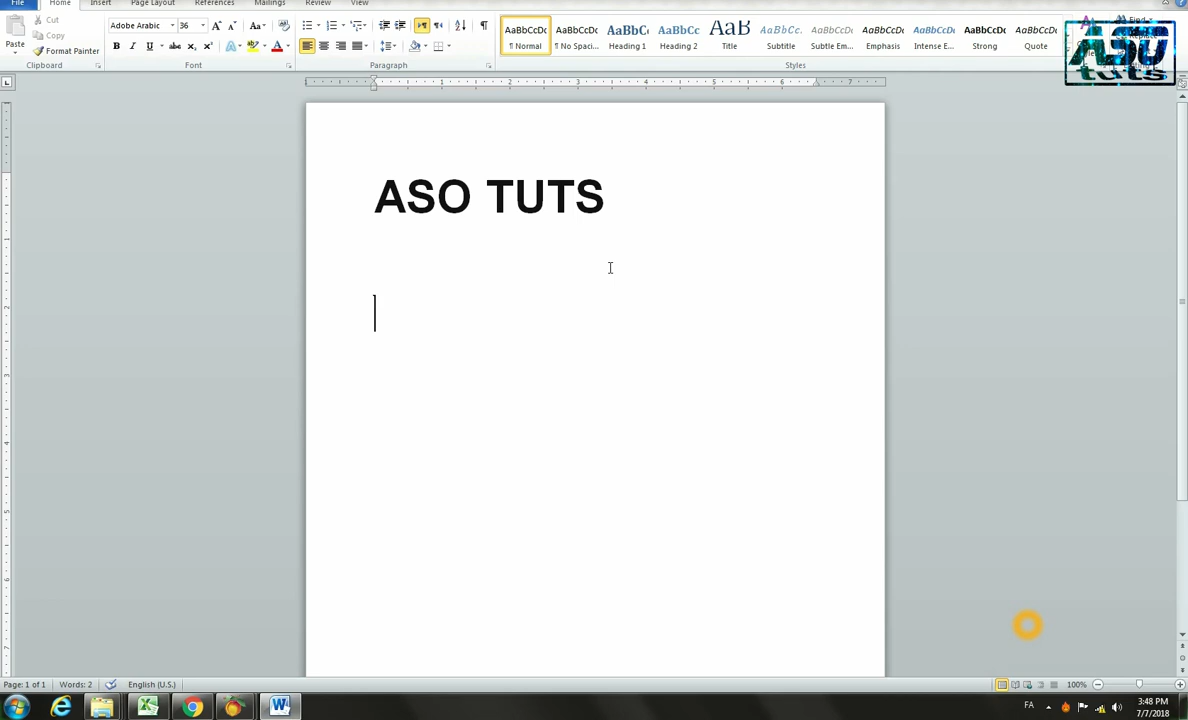 File Home Insert Page Layout References Mailings Review View
Cut
Copy
Paste
Format Painter
Adobe Arabic 36
Clipboard Font Paragraph Styles
AaBbCcDc AaBbCcDc AaBbCc AaBbCc AaB AaBbCc. AaBbCcDc AaBbCcDc AaBbCcDc AaBbCcDc AaBbCcDc
¶ Normal ¶ No Spaci... Heading 1 Heading 2 Title Subtitle Subtle Em... Emphasis Intense E... Strong Quote
ASO
tuts
ASO TUTS
Page: 1 of 1 Words: 2 English (U.S.) 100%
FA 3:48 PM
7/7/2018